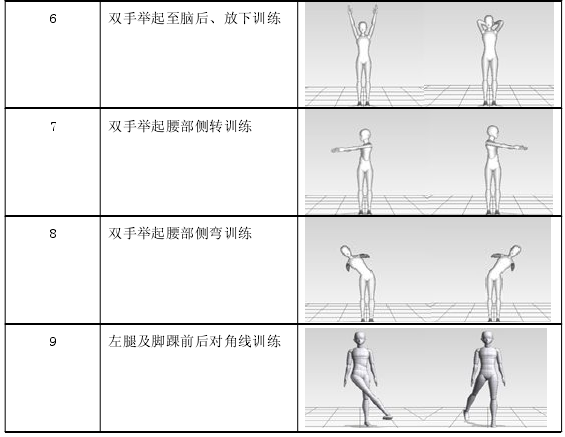 6 双手举起至脑后、放下训练
7 双手举起腰部侧转训练
8 双手举起腰部侧弯训练
9 左腿及脚踝前后对角线训练